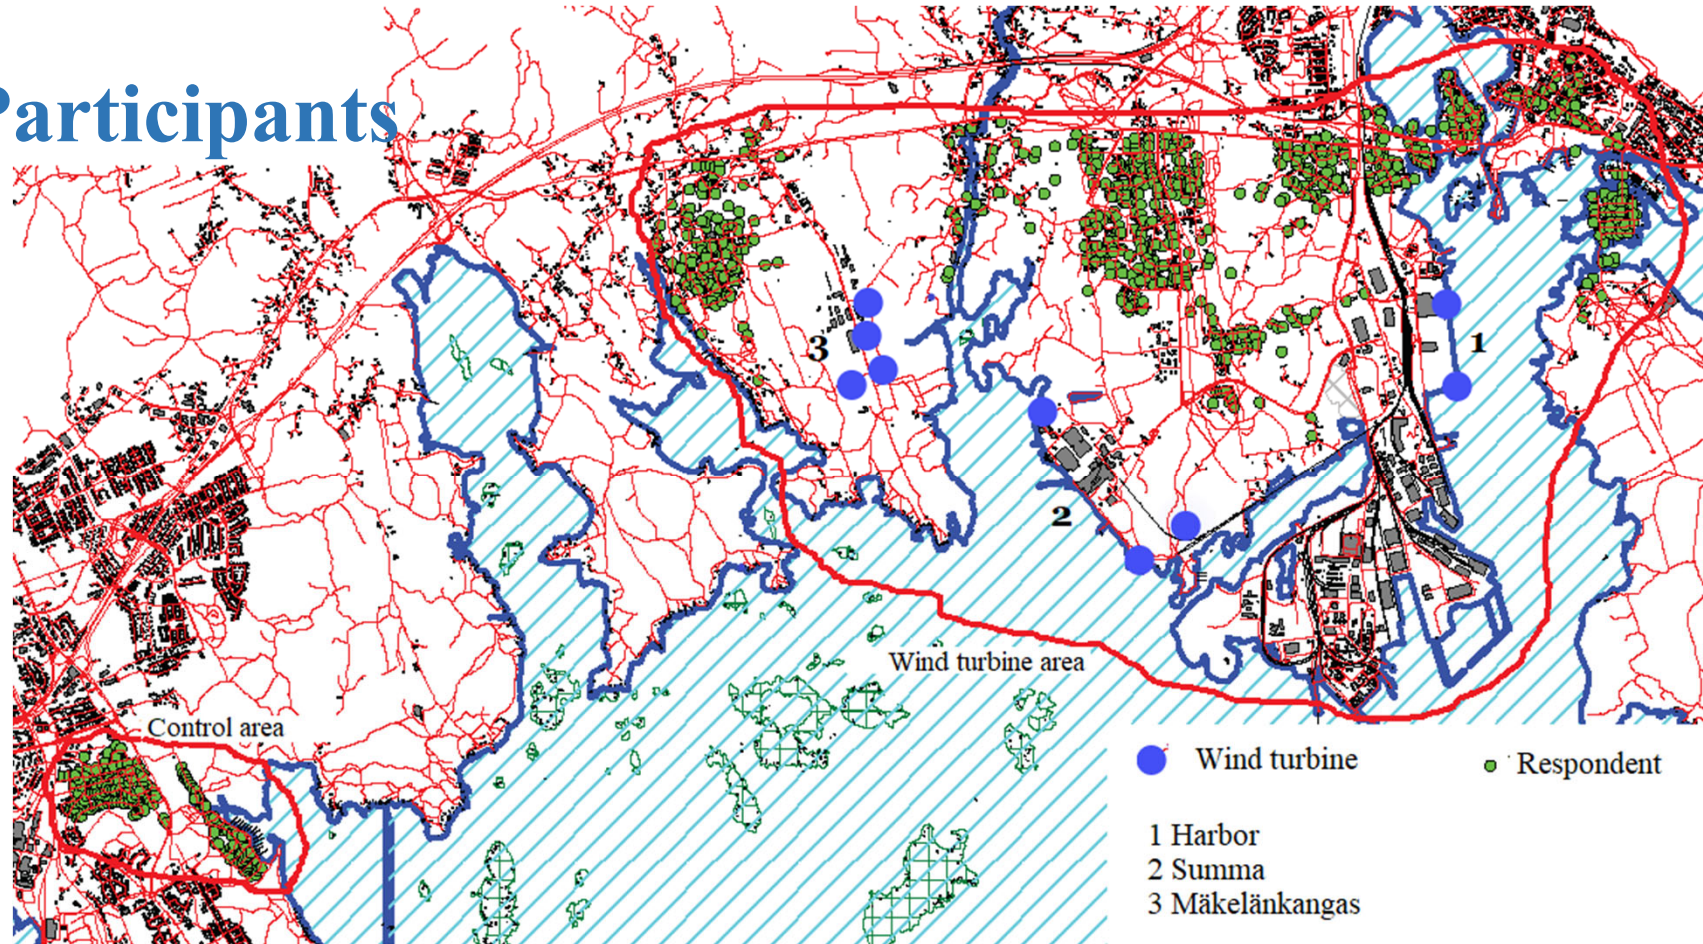 Participants
3
1
2
Wind turbine area
Control area
Wind turbine
Respondent
1 Harbor
2 Summa
3 Mäkelänkangas